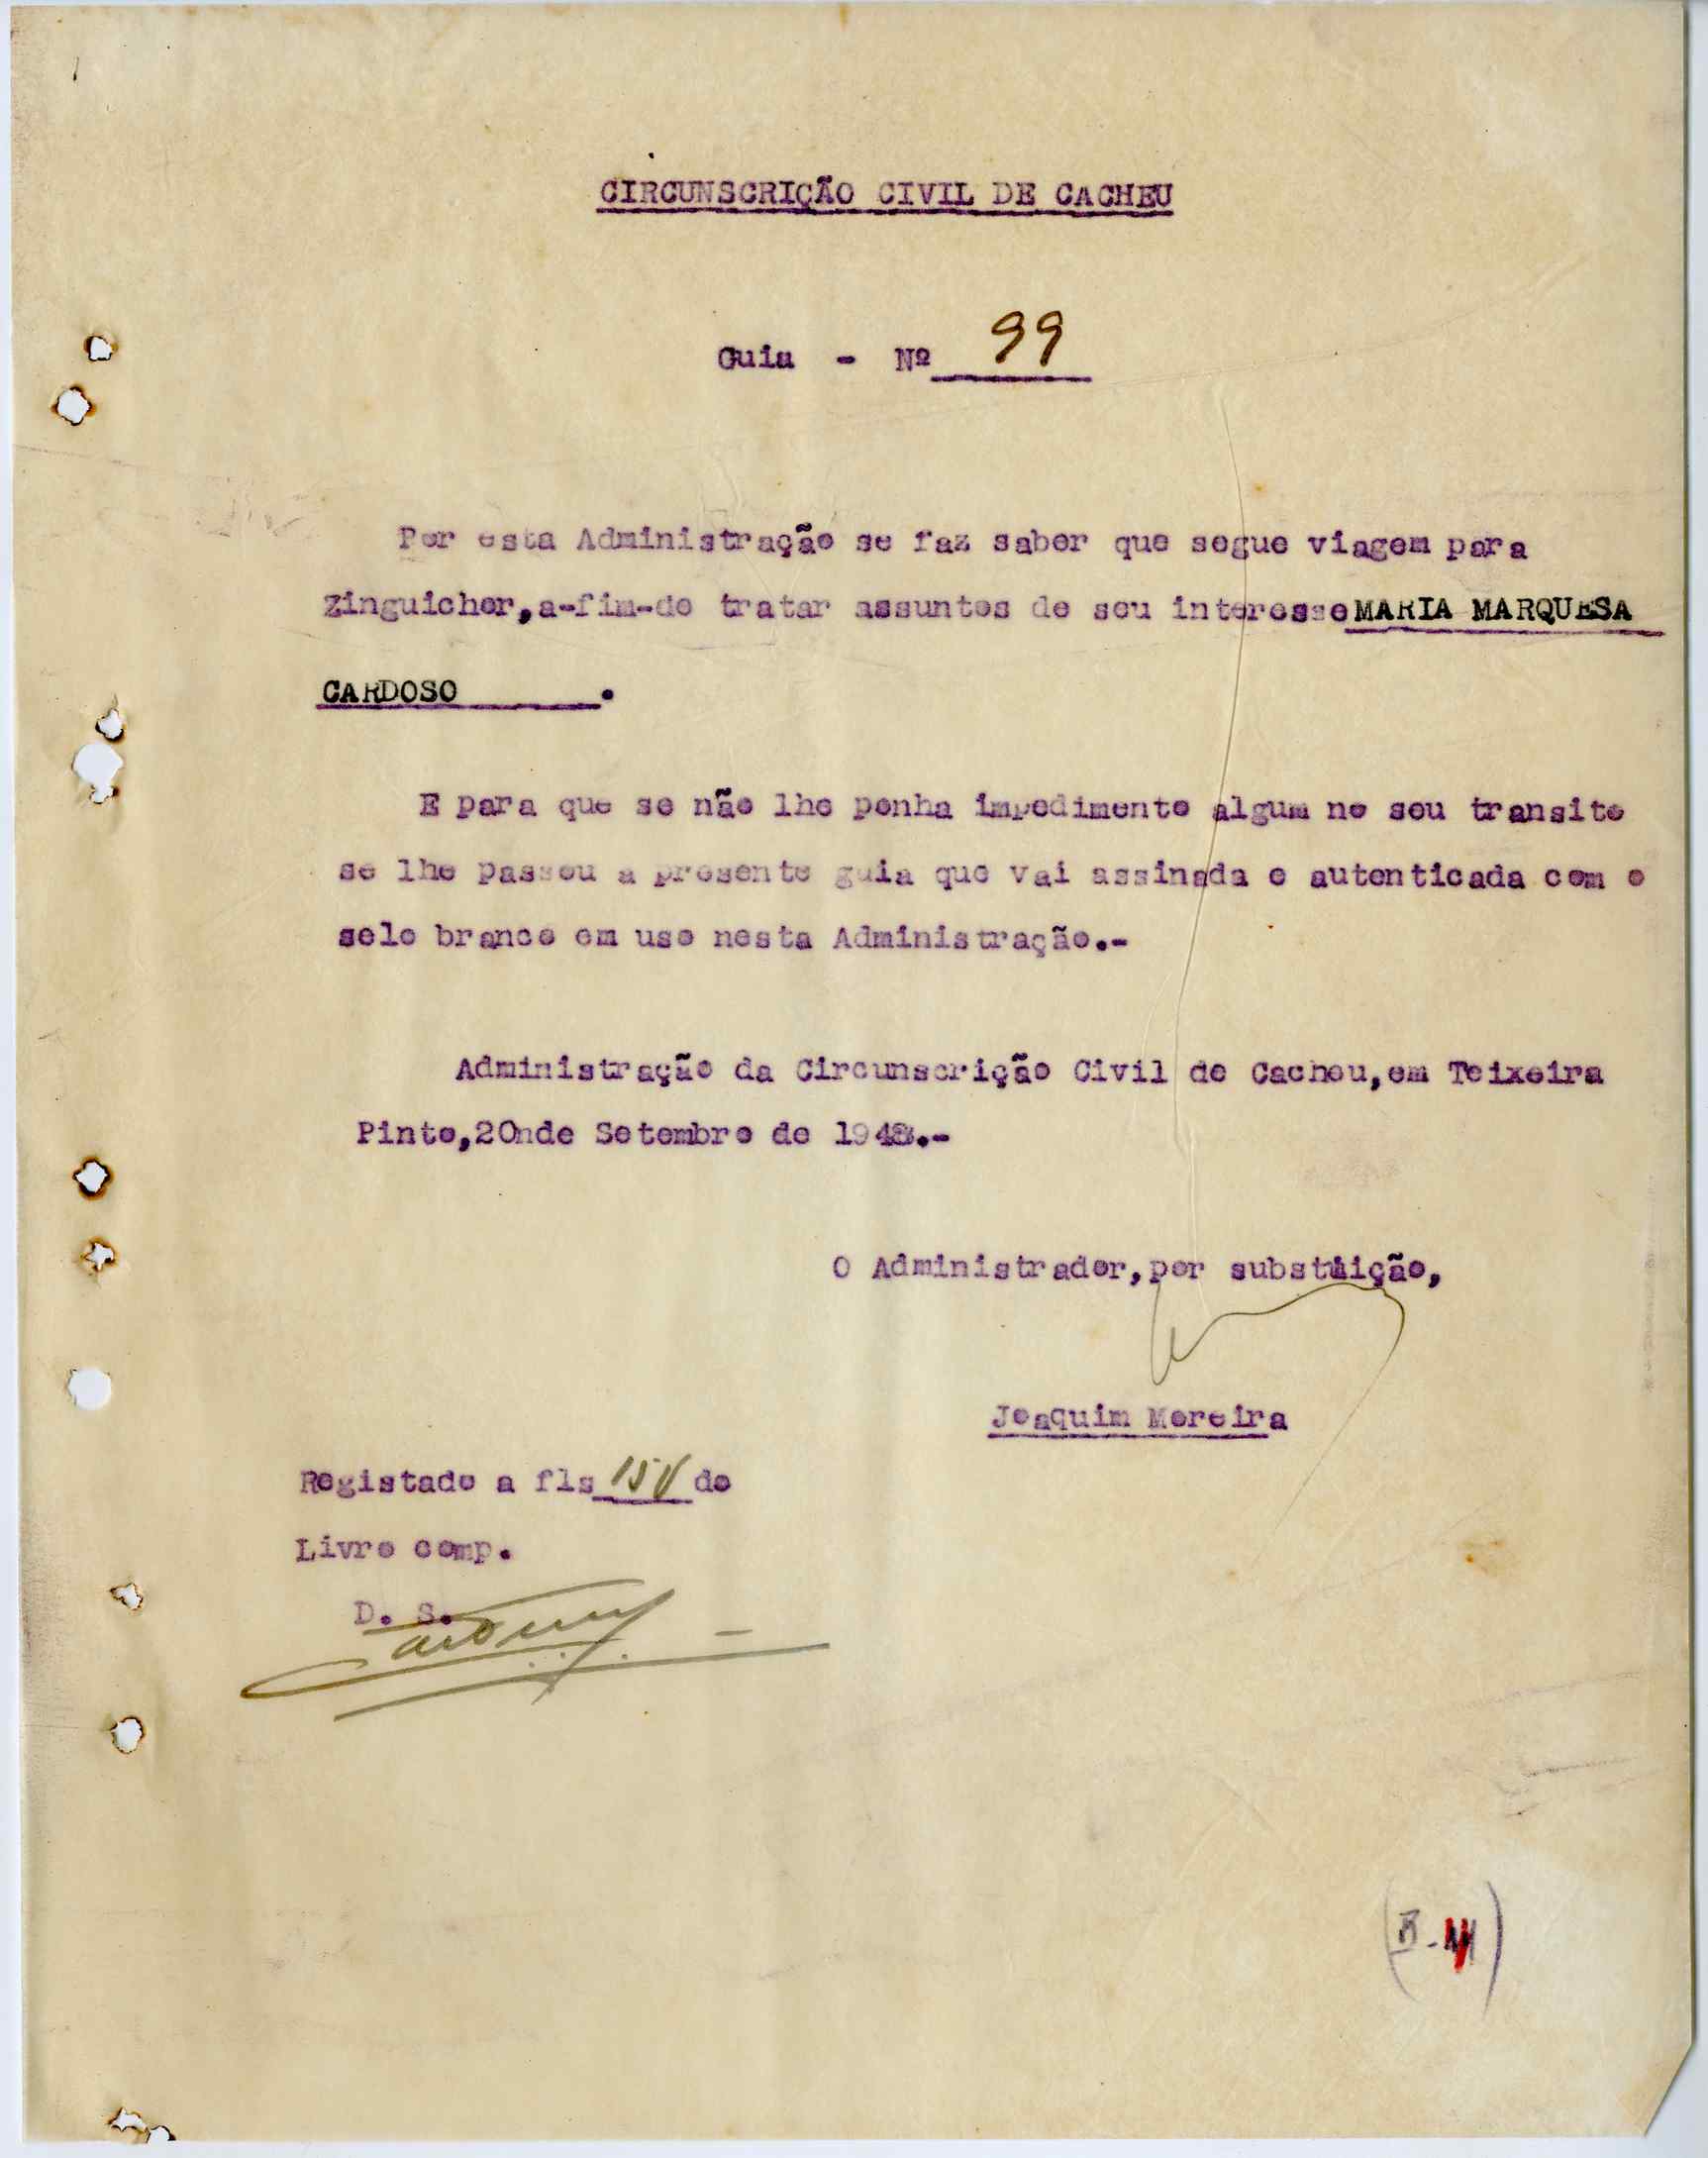 CIRCUNSCRIÇÃO CIVIL DE CACHEU
Guia - Nº 99
Por esta Administração se faz saber que segue viagem para
Zinguichor,a-fim-de tratar assuntos de seu interesse MARIA MARQUESA
CARDOSO .
E para que se não lhe ponha impedimento algum no seu transito
se lhe passou a presente guia que vai assinada e autenticada com o
selo branco em uso nesta Administração.-
Administração da Circunscrição Civil de Cacheu,em Teixeira
Pinto,20 de Setembro de 1948.-
O Administrador,por substuição,
Joaquim Moreira
Registado a fls 15V do
Livro comp.
D. S.